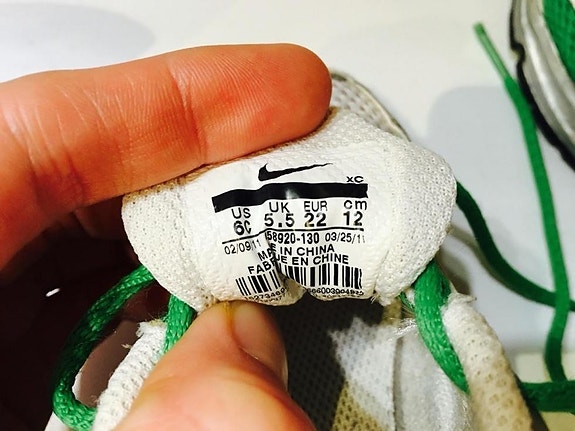 XC
US UK EUR cm
6C 5.5 22 12
58920-130
02/09/11 03/25/11
IN CHINA
EN CHINE